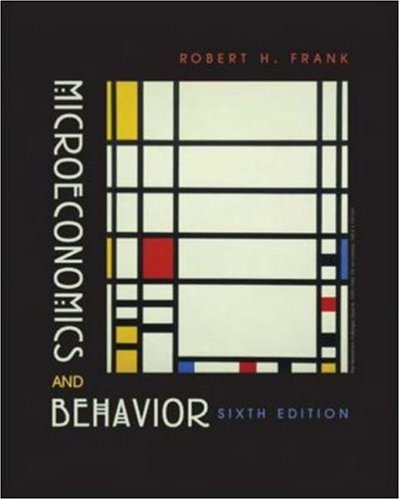 ROBERT H. FRANK
MICROECONOMICS
AND
BEHAVIOR
SIXTH EDITION